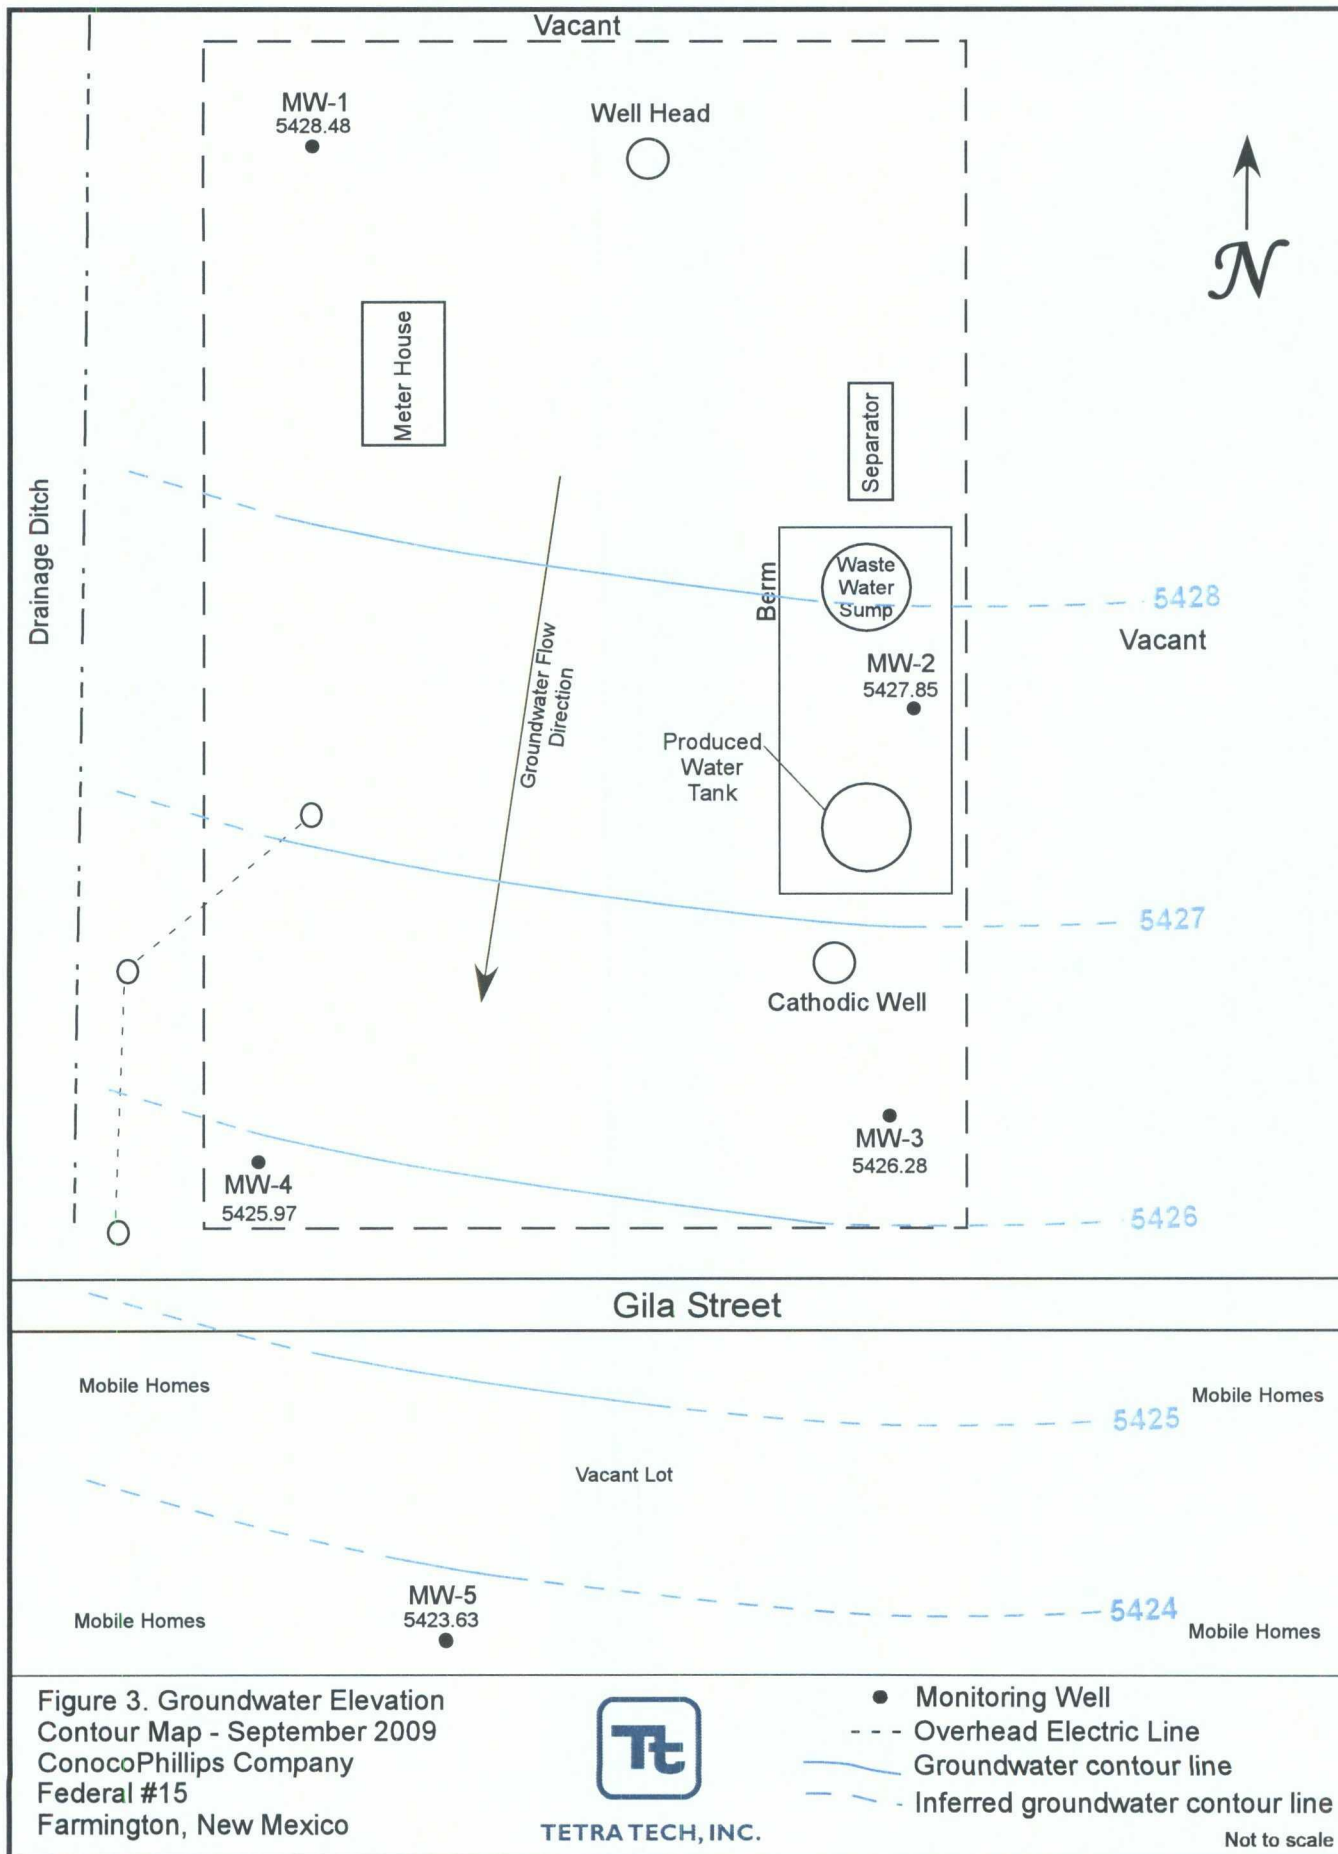 Vacant
MW-1
5428.48
Well Head
N
Meter House
Separator
Drainage Ditch
Waste
Water
Sump
Berm
5428
Vacant
MW-2
5427.85
Groundwater Flow
Direction
Produced
Water
Tank
5427
Cathodic Well
MW-3
5426.28
MW-4
5425.97
5426
Gila Street
Mobile Homes
Mobile Homes
5425
Vacant Lot
MW-5
5423.63
5424
Mobile Homes
Mobile Homes
Figure 3. Groundwater Elevation
Contour Map - September 2009
ConocoPhillips Company
Federal #15
Farmington, New Mexico
Tt
TETRA TECH, INC.
Monitoring Well
Overhead Electric Line
Groundwater contour line
Inferred groundwater contour line
Not to scale